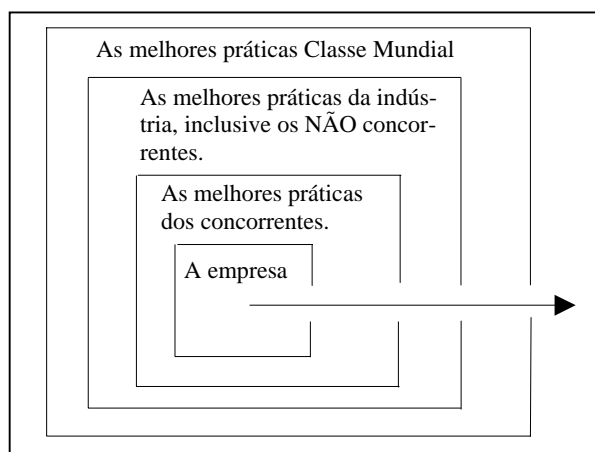 As melhores práticas Classe Mundial
As melhores práticas da indús-
tria, inclusive os NÃO concor-
rentes.
As melhores práticas
dos concorrentes.
A empresa